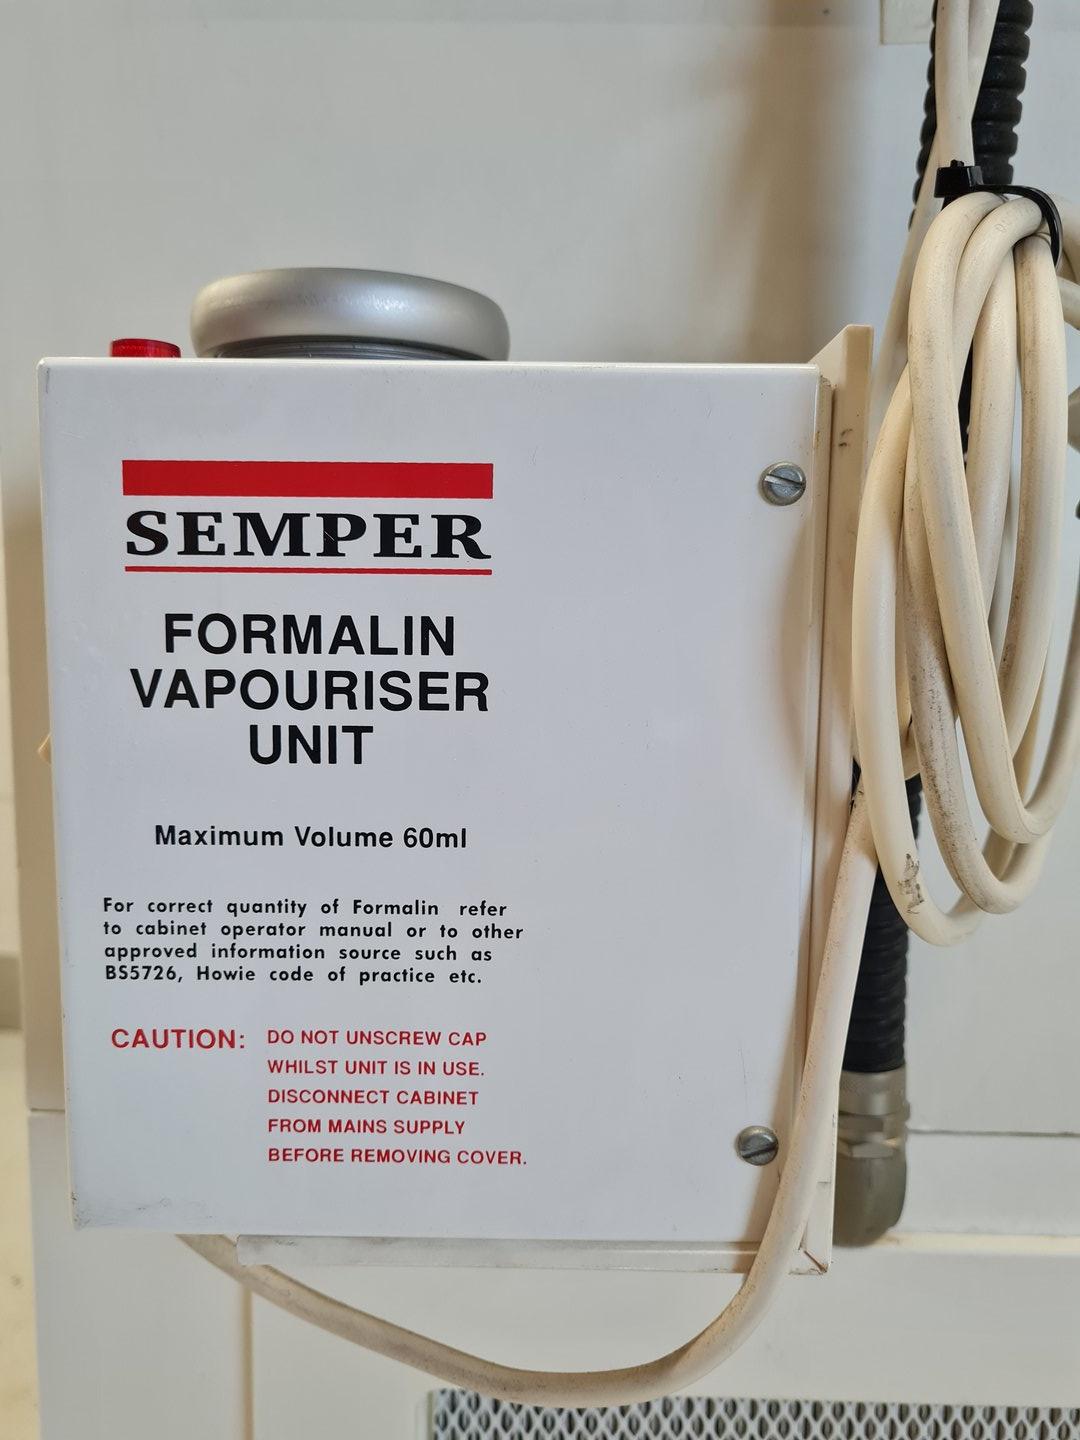 SEMPER
FORMALIN
VAPOURISER
UNIT
Maximum Volume 60ml
For correct quantity of Formalin refer
to cabinet operator manual or to other
approved information source such as
BS5726, Howie code of practice etc.
CAUTION: DO NOT UNSCREW CAP
WHILST UNIT IS IN USE.
DISCONNECT CABINET
FROM MAINS SUPPLY
BEFORE REMOVING COVER.